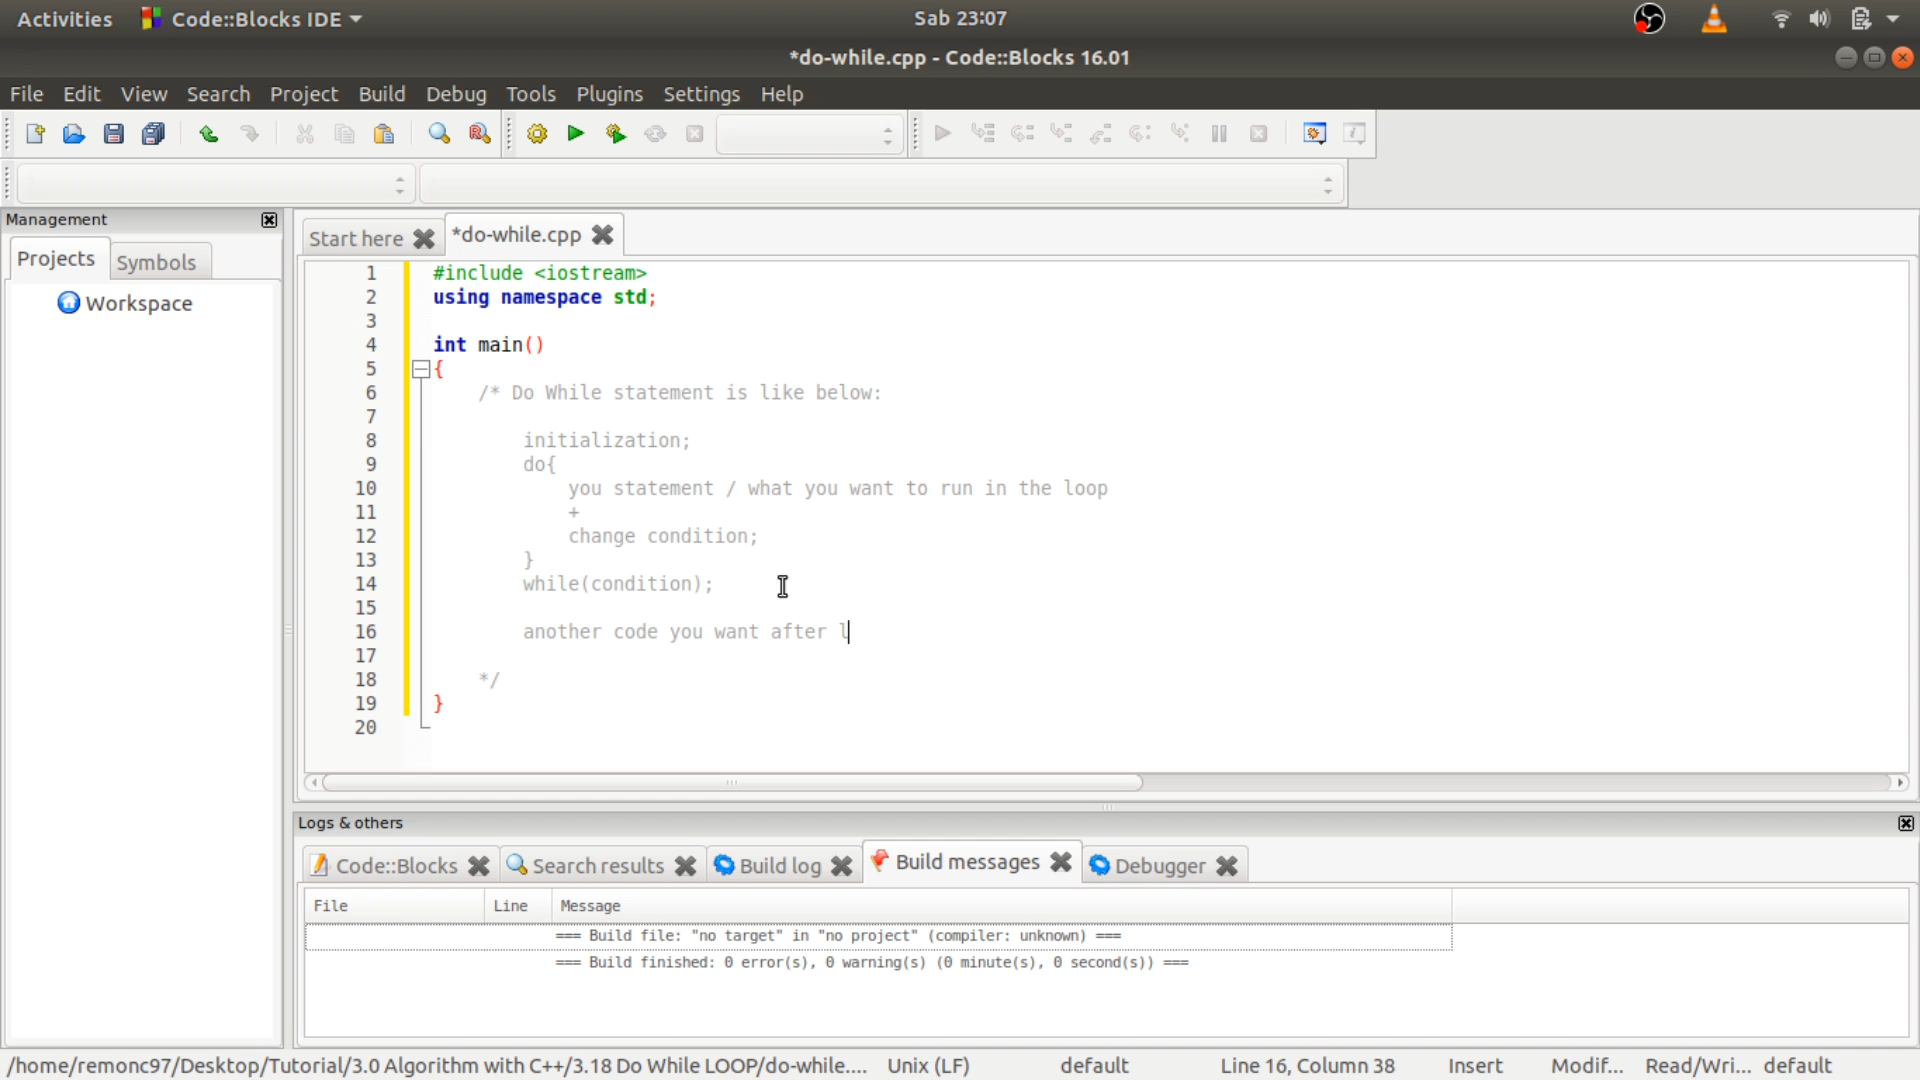 Activities Code::Blocks IDE Sab 23:07
*do-while.cpp - Code::Blocks 16.01
File Edit View Search Project Build Debug Tools Plugins Settings Help
Management
Start here *do-while.cpp
Projects Symbols
Workspace
1 #include <iostream>
2 using namespace std;
3
4 int main()
5 {
6 /* Do While statement is like below:
7
8 initialization;
9 do{
10 you statement / what you want to run in the loop
11 +
12 change condition;
13 }
14 while(condition);
15
16 another code you want after l
17
18 */
19 }
20
Logs & others
Code::Blocks Search results Build log Build messages Debugger
File Line Message
=== Build file: "no target" in "no project" (compiler: unknown) ===
=== Build finished: 0 error(s), 0 warning(s) (0 minute(s), 0 second(s)) ===
/home/remonc97/Desktop/Tutorial/3.0 Algorithm with C++/3.18 Do While LOOP/do-while.... Unix (LF) default Line 16, Column 38 Insert Modif... Read/Wri... default